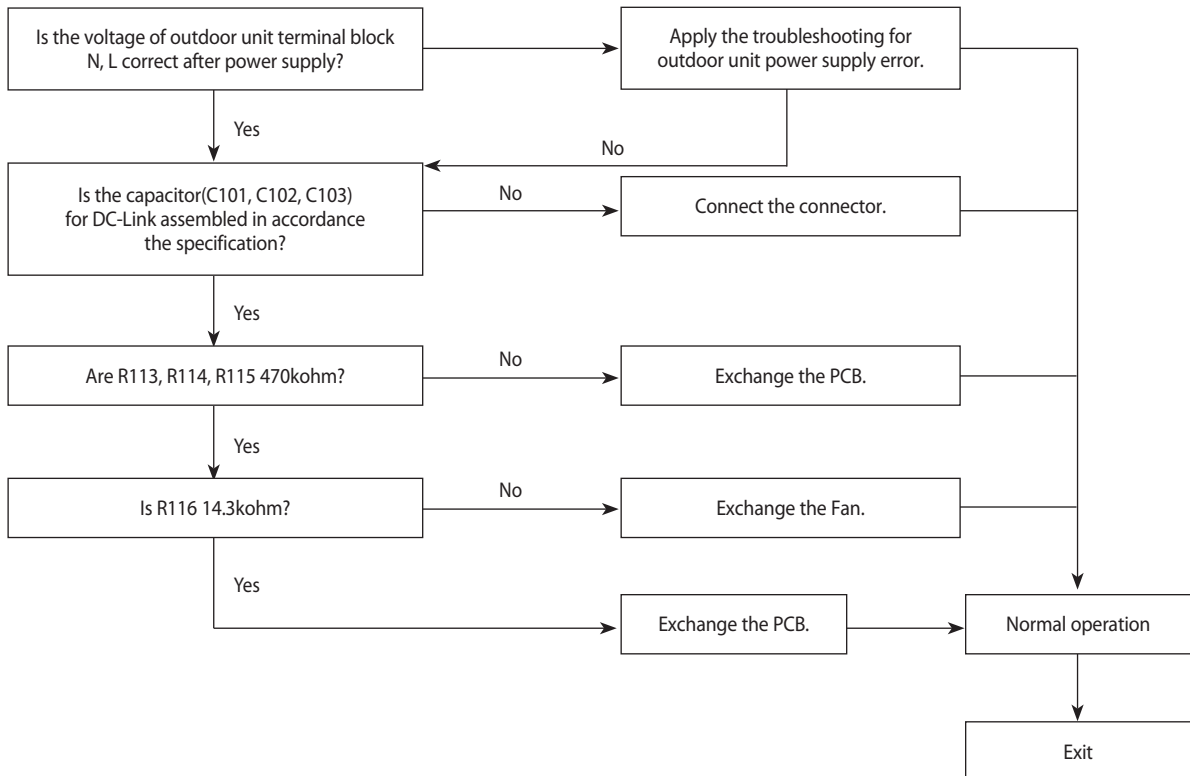 Is the voltage of outdoor unit terminal block
N, L correct after power supply?
Apply the troubleshooting for
outdoor unit power supply error.
Yes
No
Is the capacitor(C101, C102, C103)
for DC-Link assembled in accordance
the specification?
No
Connect the connector.
Yes
Are R113, R114, R115 470kohm?
No
Exchange the PCB.
Yes
Is R116 14.3kohm?
No
Exchange the Fan.
Yes
Exchange the PCB.
Normal operation
Exit